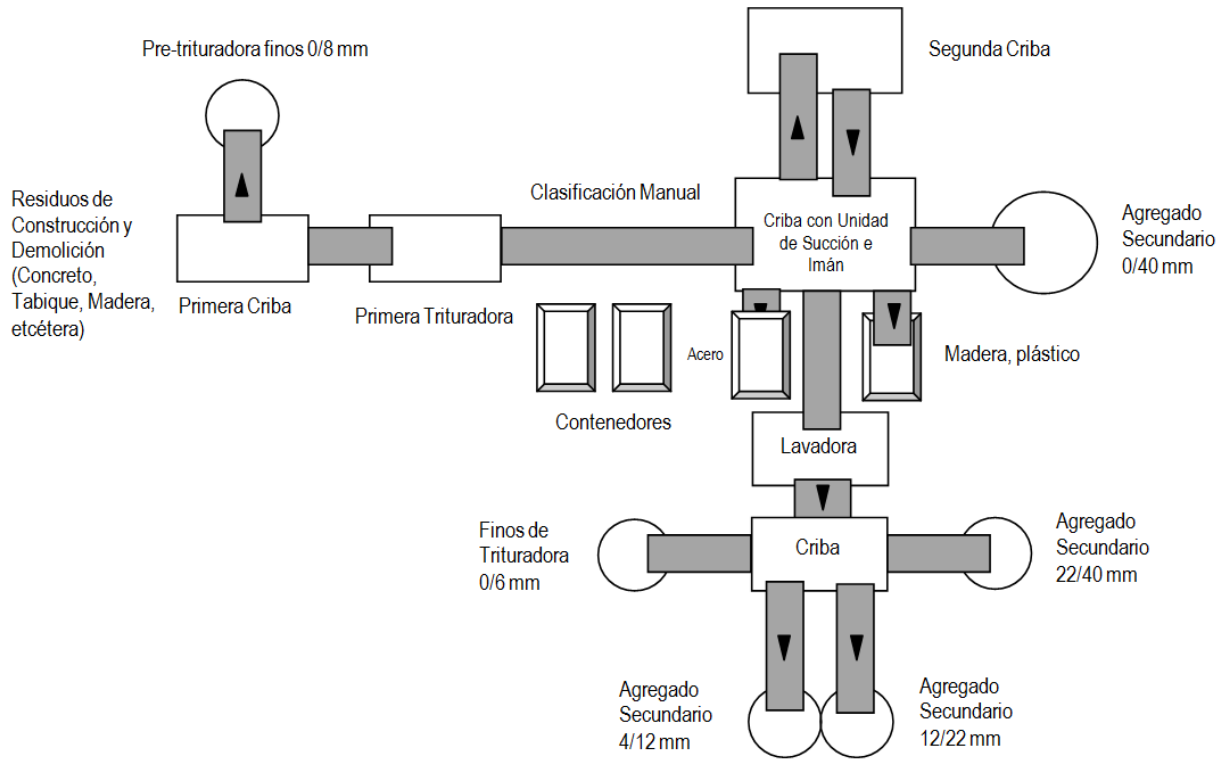 Pre-trituradora finos 0/8 mm
Segunda Criba
Residuos de
Construcción y
Demolición
(Concreto,
Tabique, Madera,
etcétera)
Primera Criba
Primera Trituradora
Clasificación Manual
Criba con Unidad
de Succión e
Imán
Agregado
Secundario
0/40 mm
Contenedores
Acero
Madera, plástico
Lavadora
Finos de
Trituradora
0/6 mm
Criba
Agregado
Secundario
22/40 mm
Agregado
Secundario
4/12 mm
Agregado
Secundario
12/22 mm